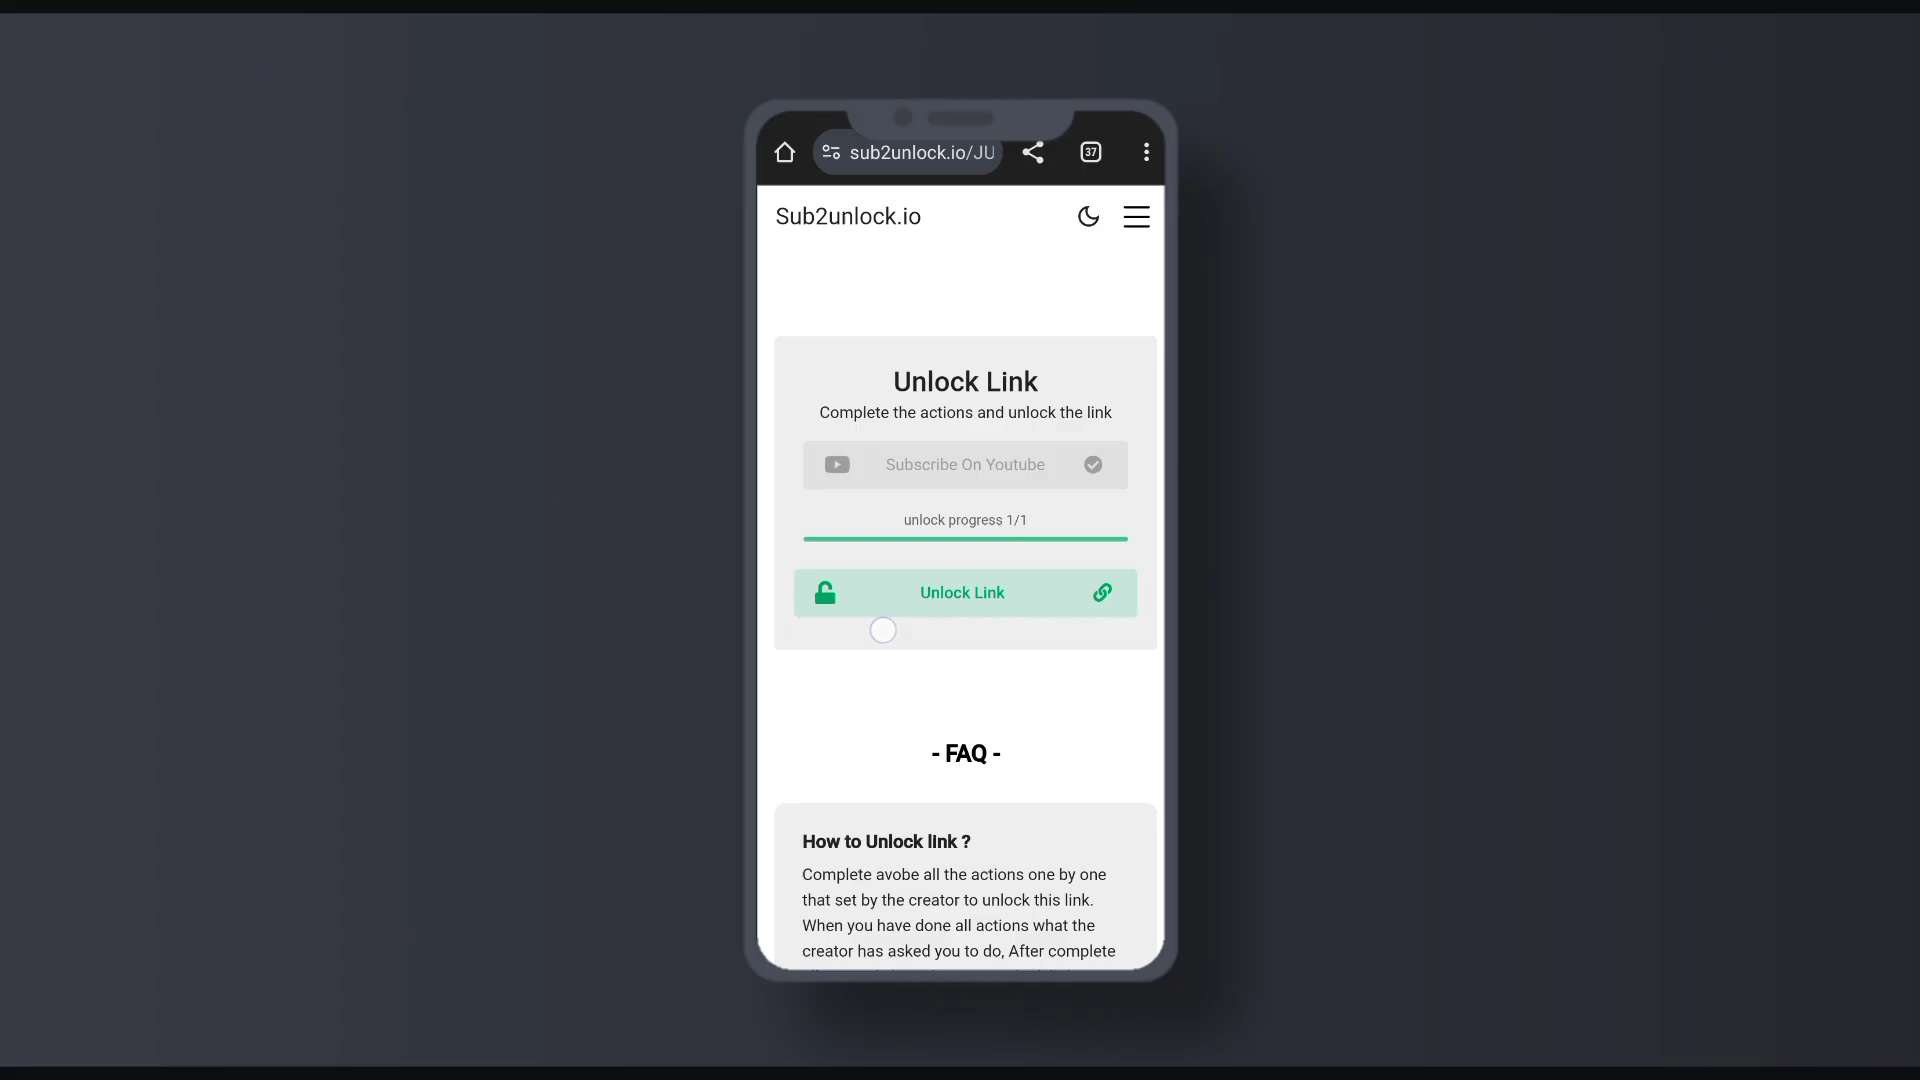 sub2unlock.io/JU
37
Sub2unlock.io
Unlock Link
Complete the actions and unlock the link
Subscribe On Youtube
unlock progress 1/1
Unlock Link
- FAQ -
How to Unlock link ?
Complete avobe all the actions one by one
that set by the creator to unlock this link.
When you have done all actions what the
creator has asked you to do, After complete